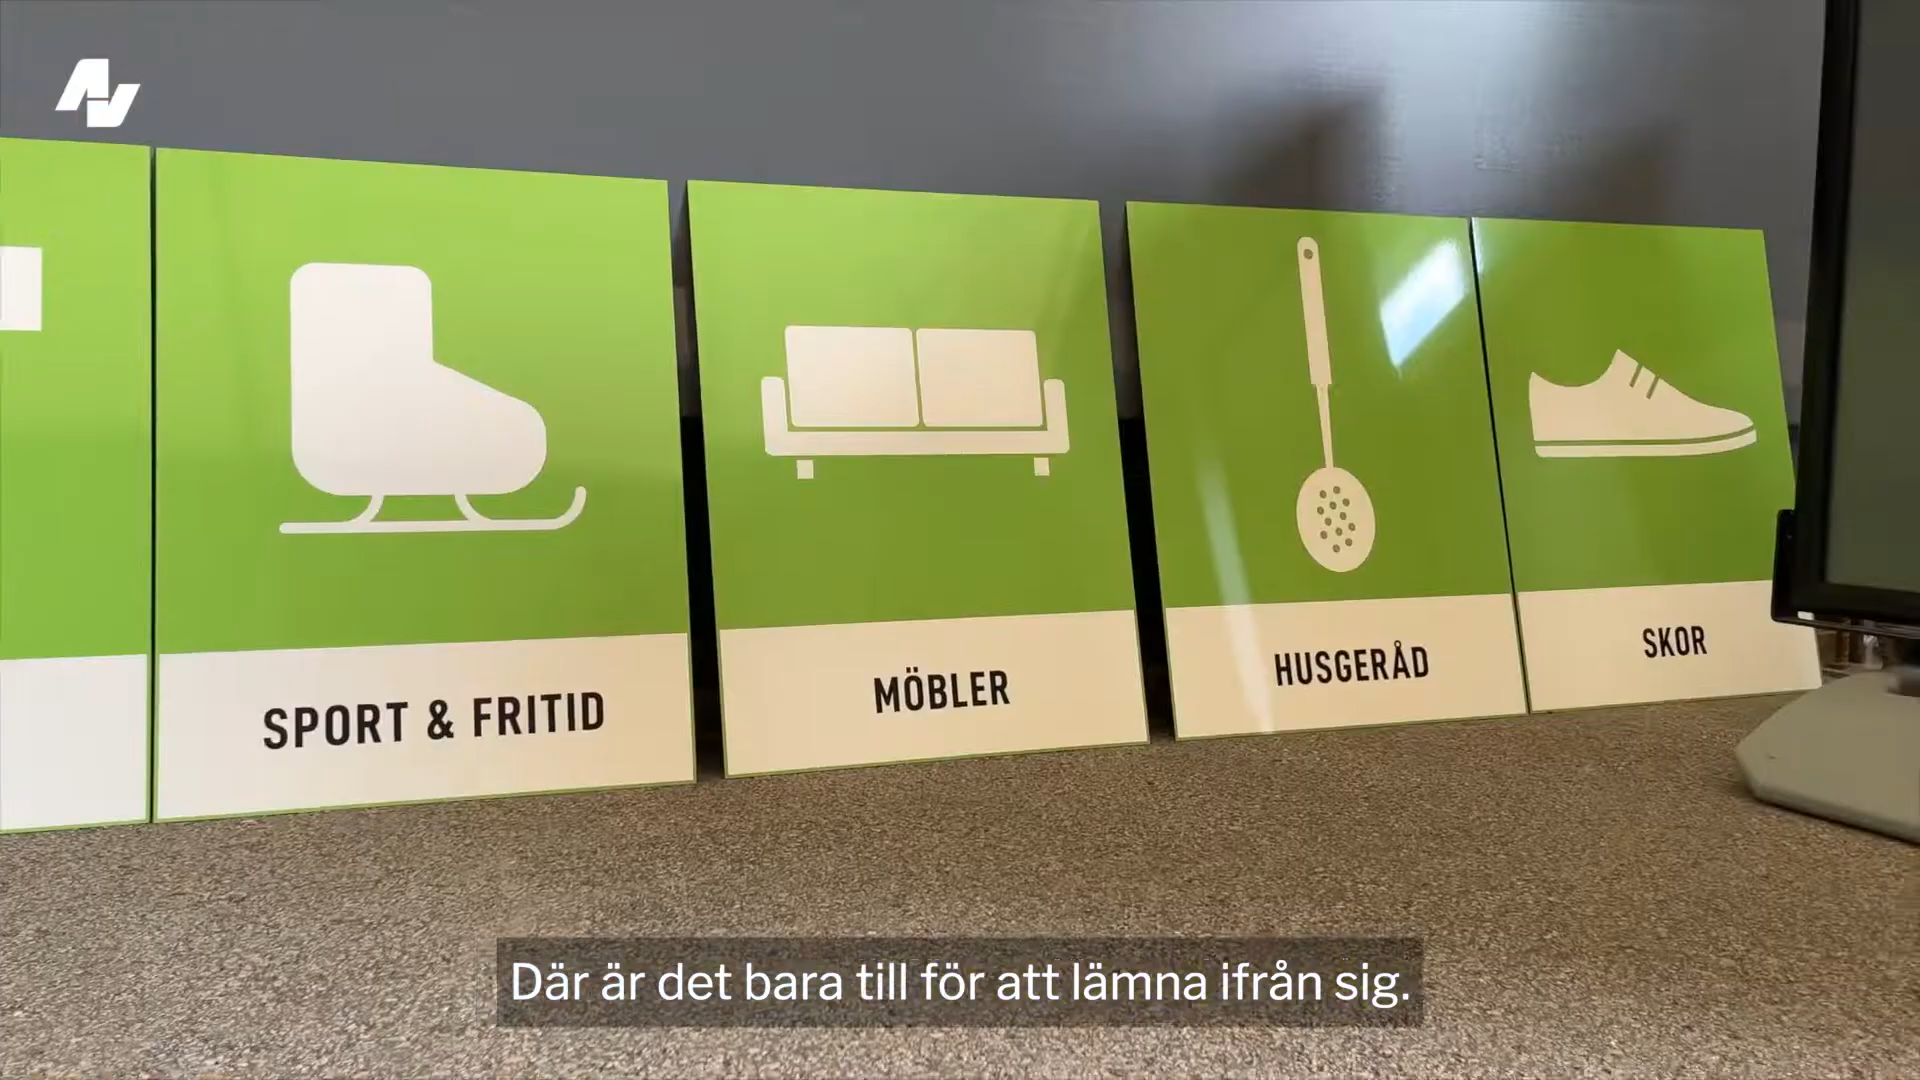 SPORT & FRITID
MÖBLER
HUSGERÅD
SKOR
Där är det bara till för att lämna ifrån sig.